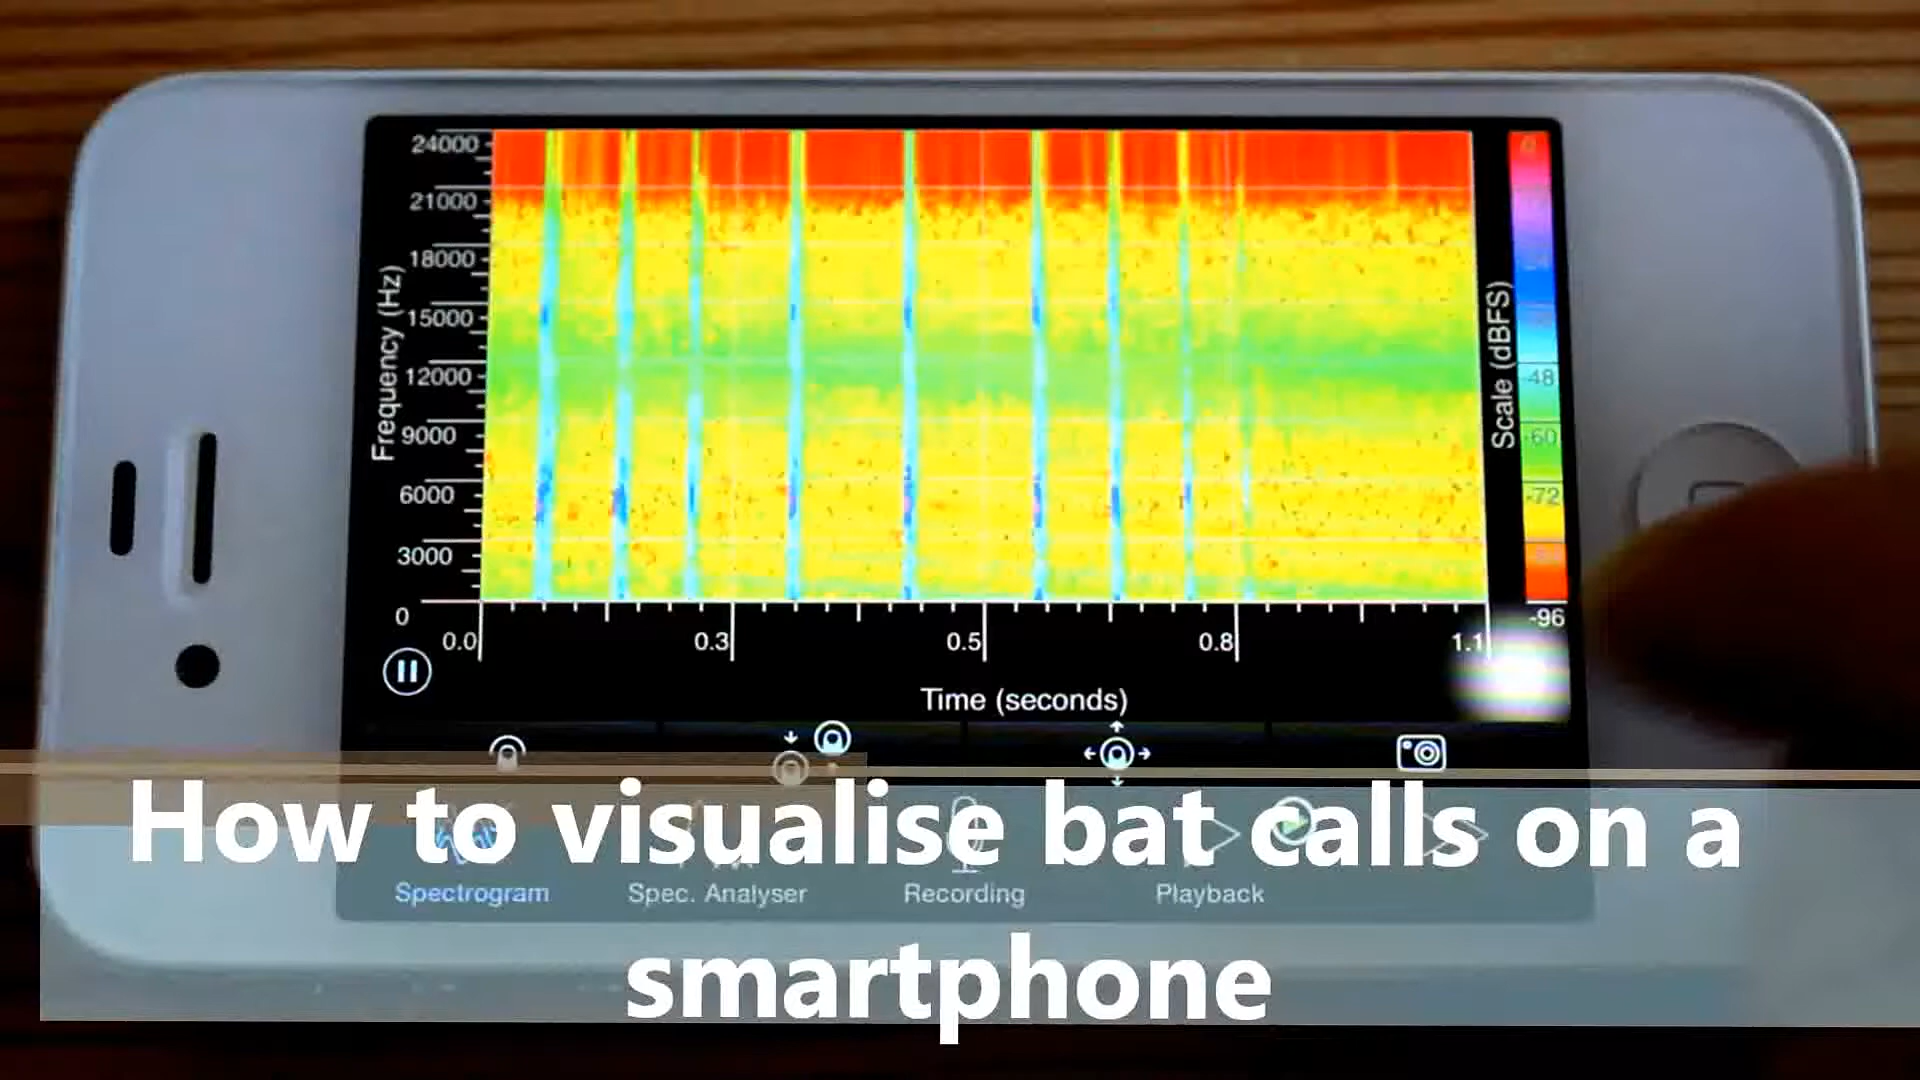 24000
21000
18000
15000
12000
9000
6000
3000
0
Frequency (Hz)
0.0
0.3
0.5
0.8
1.1
Time (seconds)
Scale (dBFS)
-48
-60
-72
-96
How to visualise bat calls on a
smartphone
Spectrogram
Spec. Analyser
Recording
Playback